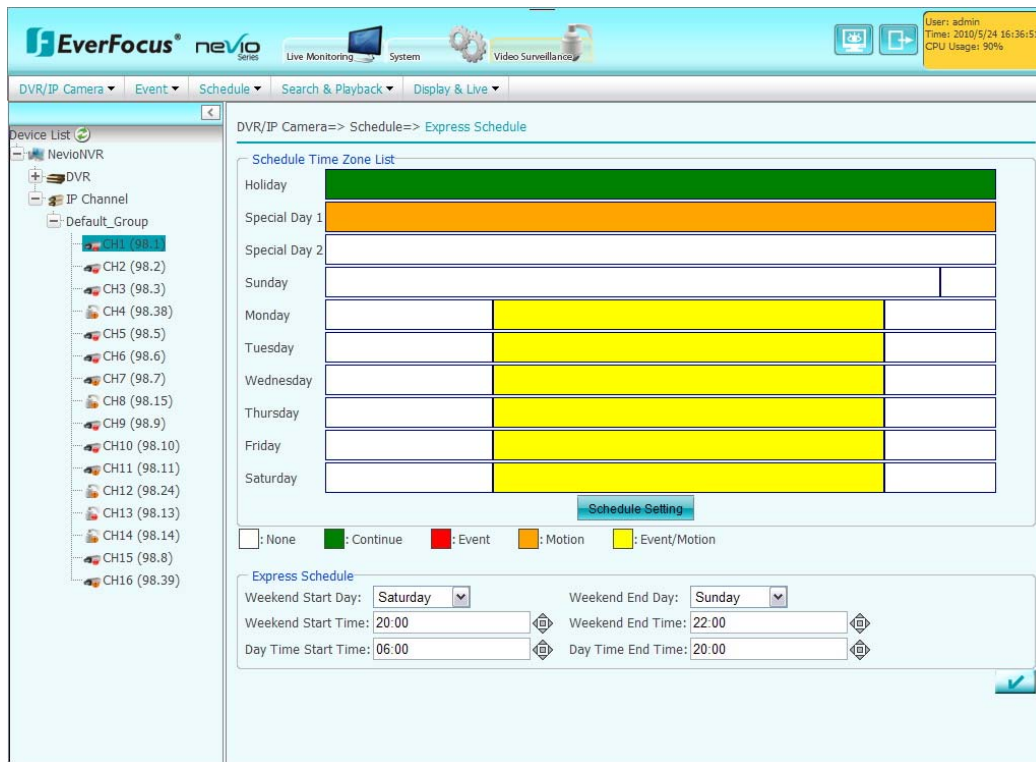 EverFocus® nevio Series
Live Monitoring System Video Surveillance
User: admin
Time: 2010/5/24 16:36:5
CPU Usage: 90%
DVR/IP Camera Event Schedule Search & Playback Display & Live
Device List
NevioNVR
DVR
IP Channel
Default_Group
CH1 (98.1)
CH2 (98.2)
CH3 (98.3)
CH4 (98.38)
CH5 (98.5)
CH6 (98.6)
CH7 (98.7)
CH8 (98.15)
CH9 (98.9)
CH10 (98.10)
CH11 (98.11)
CH12 (98.24)
CH13 (98.13)
CH14 (98.14)
CH15 (98.8)
CH16 (98.39)
DVR/IP Camera=> Schedule=> Express Schedule
Schedule Time Zone List
Holiday
Special Day 1
Special Day 2
Sunday
Monday
Tuesday
Wednesday
Thursday
Friday
Saturday
Schedule Setting
: None : Continue : Event : Motion : Event/Motion
Express Schedule
Weekend Start Day: Saturday Weekend End Day: Sunday
Weekend Start Time: 20:00 Weekend End Time: 22:00
Day Time Start Time: 06:00 Day Time End Time: 20:00